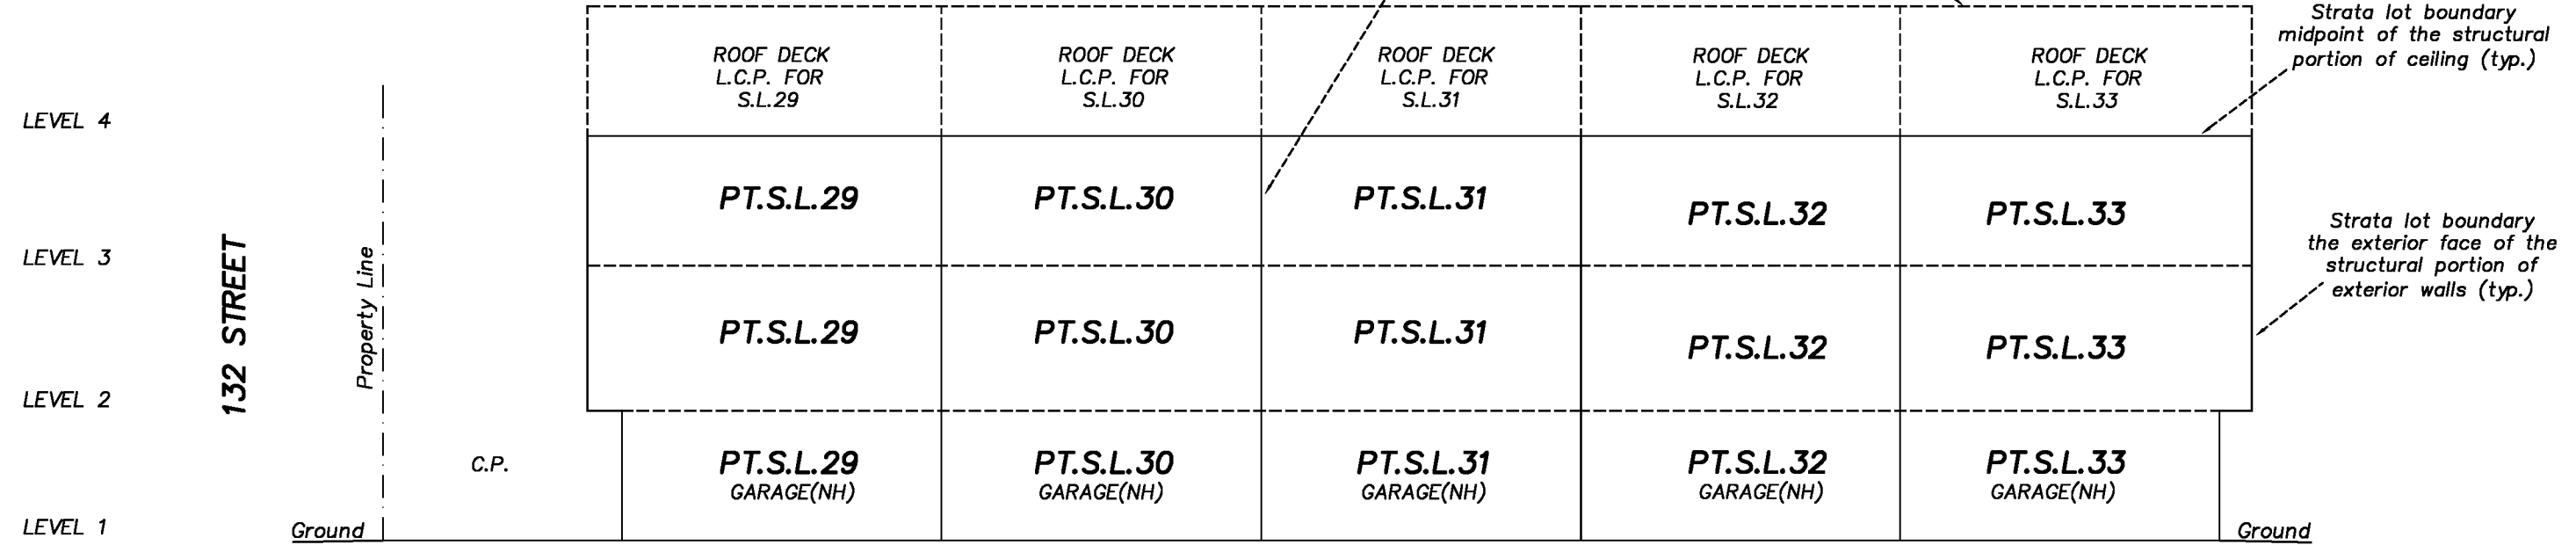 ROOF DECK
L.C.P. FOR
S.L.29
ROOF DECK
L.C.P. FOR
S.L.30
ROOF DECK
L.C.P. FOR
S.L.31
ROOF DECK
L.C.P. FOR
S.L.32
ROOF DECK
L.C.P. FOR
S.L.33
Strata lot boundary
midpoint of the structural
portion of ceiling (typ.)
LEVEL 4
PT.S.L.29
PT.S.L.30
PT.S.L.31
PT.S.L.32
PT.S.L.33
Strata lot boundary
the exterior face of the
structural portion of
exterior walls (typ.)
LEVEL 3
132 STREET
Property Line
PT.S.L.29
PT.S.L.30
PT.S.L.31
PT.S.L.32
PT.S.L.33
LEVEL 2
C.P.
PT.S.L.29
GARAGE(NH)
PT.S.L.30
GARAGE(NH)
PT.S.L.31
GARAGE(NH)
PT.S.L.32
GARAGE(NH)
PT.S.L.33
GARAGE(NH)
LEVEL 1
Ground
Ground